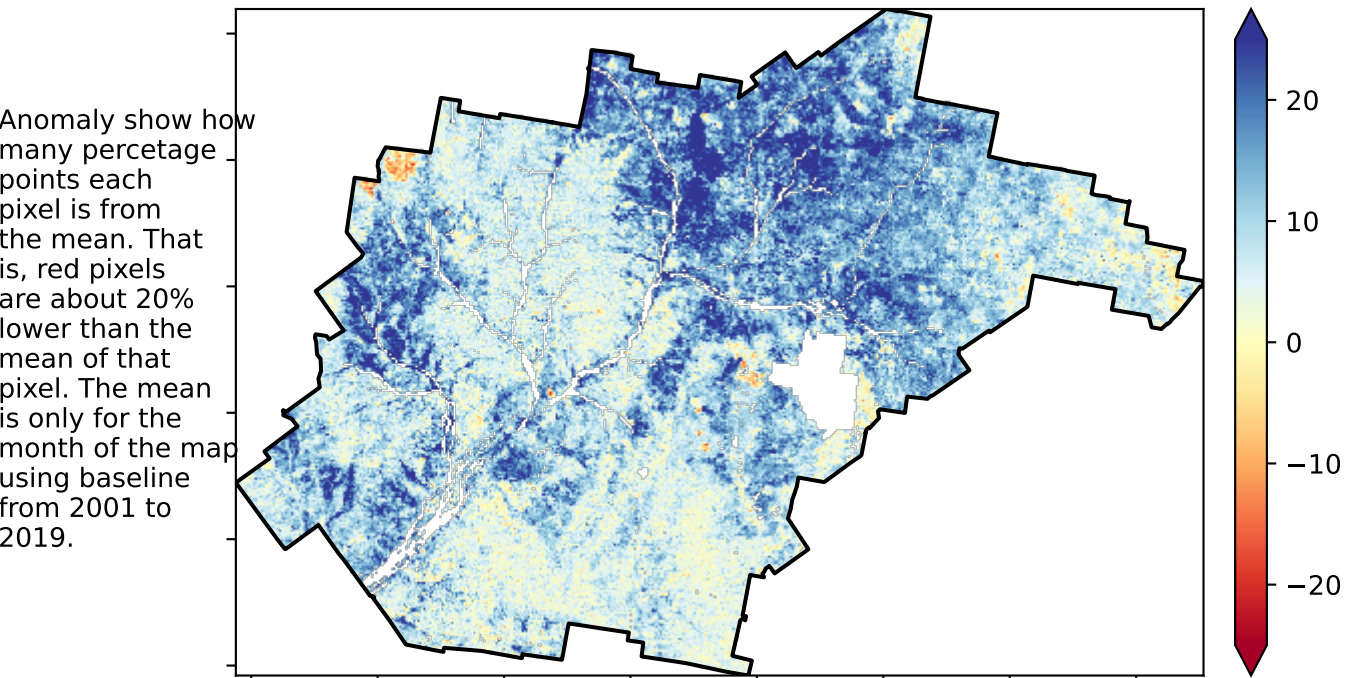 Anomaly show how
many percetage
points each
pixel is from
the mean. That
is, red pixels
are about 20%
lower than the
mean of that
pixel. The mean
is only for the
month of the map
using baseline
from 2001 to
2019.
20
10
0
−10
−20